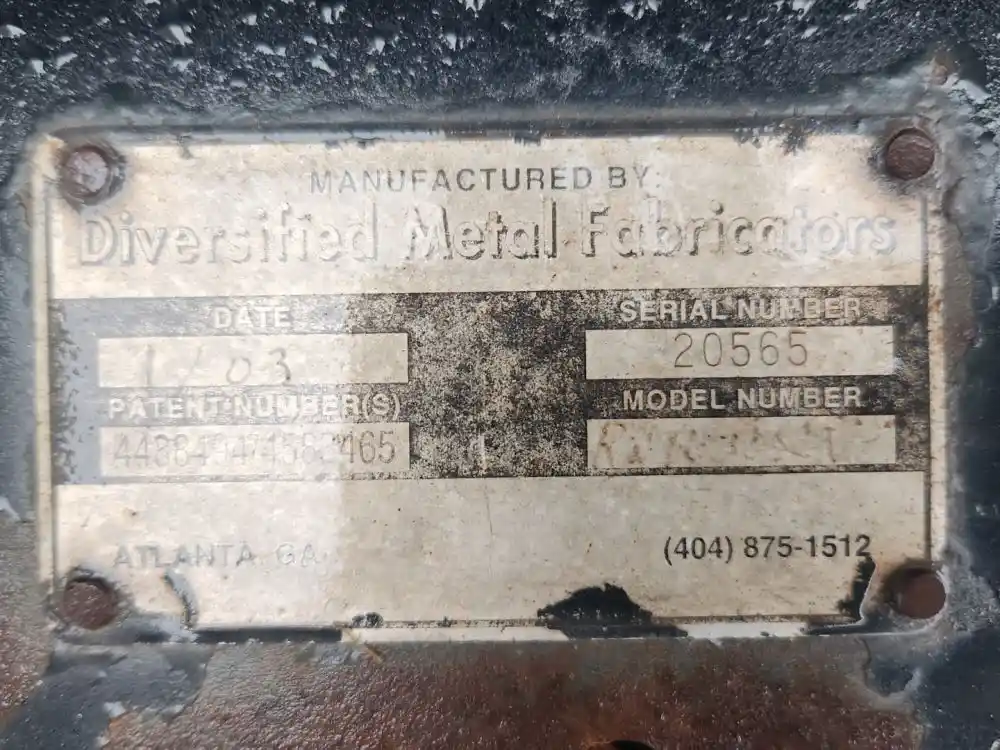 MANUFACTURED BY:
Diversified Metal Fabricators
DATE
SERIAL NUMBER
1/03
20565
PATENT NUMBER(S)
MODEL NUMBER
ATLANTA, GA
(404) 875-1512